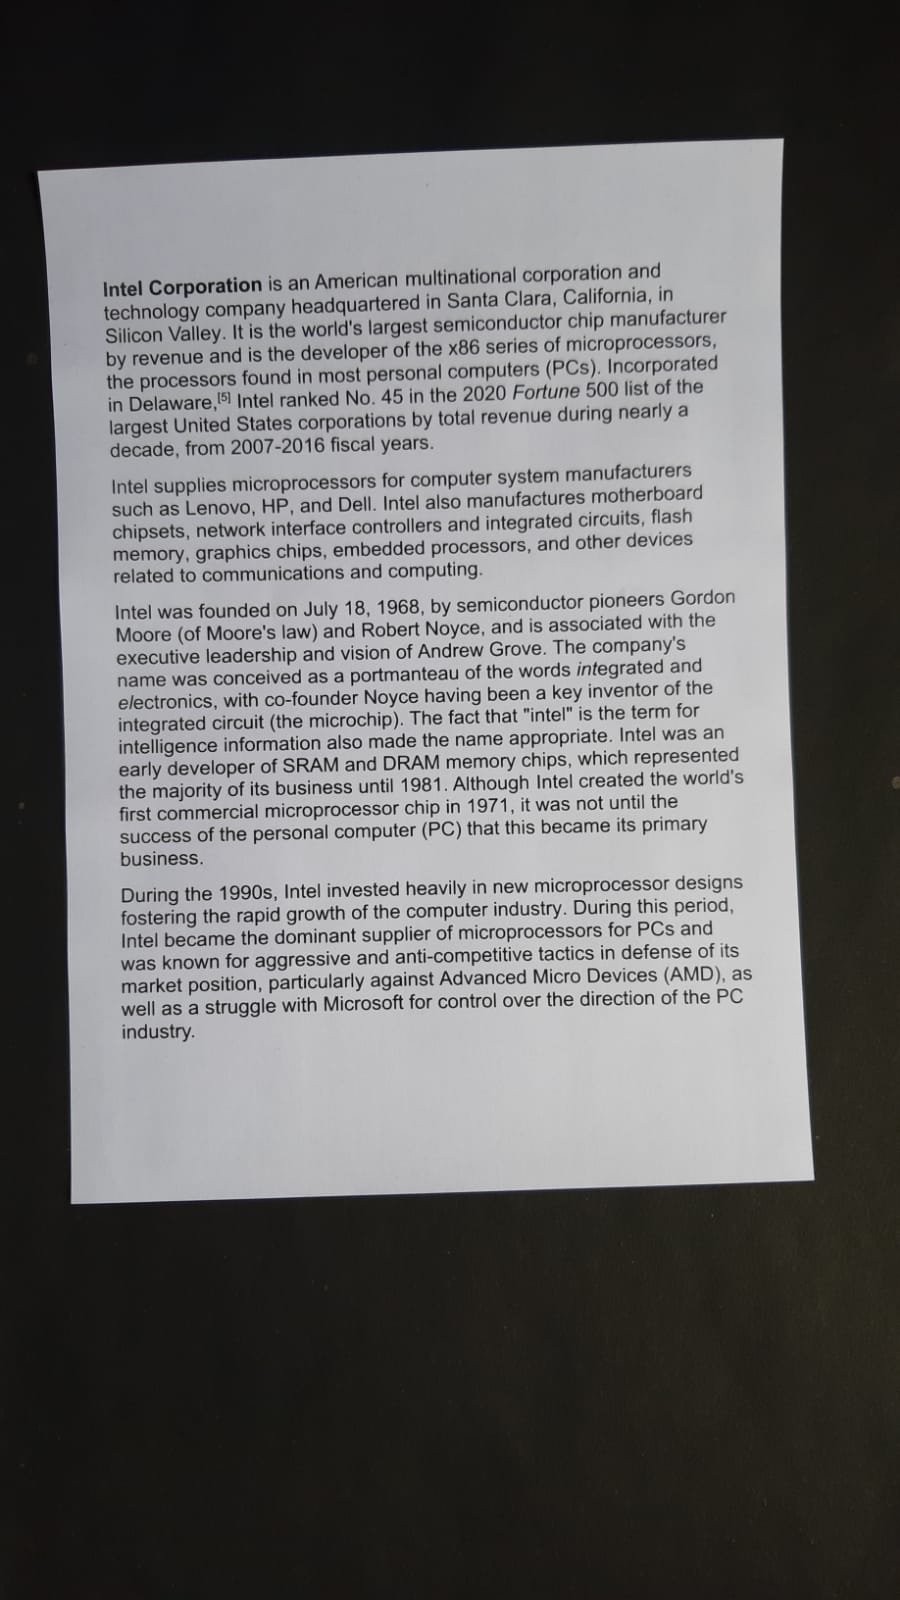 Intel Corporation is an American multinational corporation and
technology company headquartered in Santa Clara, California, in
Silicon Valley. It is the world's largest semiconductor chip manufacturer
by revenue and is the developer of the x86 series of microprocessors,
the processors found in most personal computers (PCs). Incorporated
in Delaware,[5] Intel ranked No. 45 in the 2020 Fortune 500 list of the
largest United States corporations by total revenue during nearly a
decade, from 2007-2016 fiscal years.
Intel supplies microprocessors for computer system manufacturers
such as Lenovo, HP, and Dell. Intel also manufactures motherboard
chipsets, network interface controllers and integrated circuits, flash
memory, graphics chips, embedded processors, and other devices
related to communications and computing.
Intel was founded on July 18, 1968, by semiconductor pioneers Gordon
Moore (of Moore's law) and Robert Noyce, and is associated with the
executive leadership and vision of Andrew Grove. The company's
name was conceived as a portmanteau of the words integrated and
electronics, with co-founder Noyce having been a key inventor of the
integrated circuit (the microchip). The fact that "intel" is the term for
intelligence information also made the name appropriate. Intel was an
early developer of SRAM and DRAM memory chips, which represented
the majority of its business until 1981. Although Intel created the world's
first commercial microprocessor chip in 1971, it was not until the
success of the personal computer (PC) that this became its primary
business.
During the 1990s, Intel invested heavily in new microprocessor designs
fostering the rapid growth of the computer industry. During this period,
Intel became the dominant supplier of microprocessors for PCs and
was known for aggressive and anti-competitive tactics in defense of its
market position, particularly against Advanced Micro Devices (AMD), as
well as a struggle with Microsoft for control over the direction of the PC
industry.